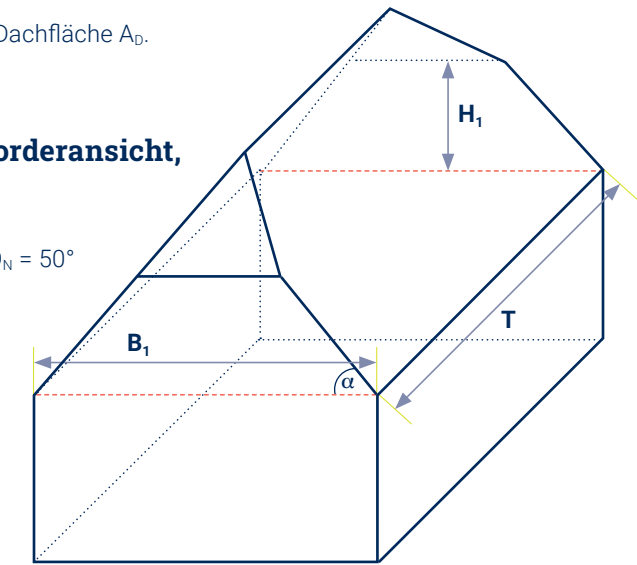 Dachfläche A_D.
orderansicht,
_N = 50°
H₁
T
B₁
α